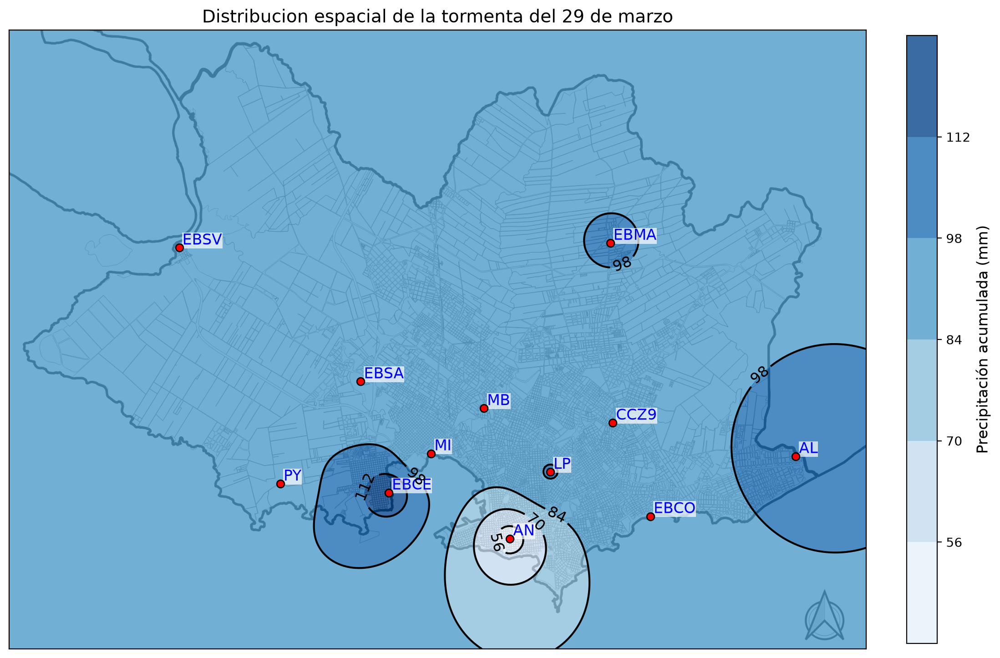 Distribucion espacial de la tormenta del 29 de marzo
EBSV
EBMA
98
EBSA
MB
CCZ9
98
MI
AL
LP
98
PY
112
EBCE
EBCO
84
70
AN
56
112
98
84
70
56
Precipitación acumulada (mm)